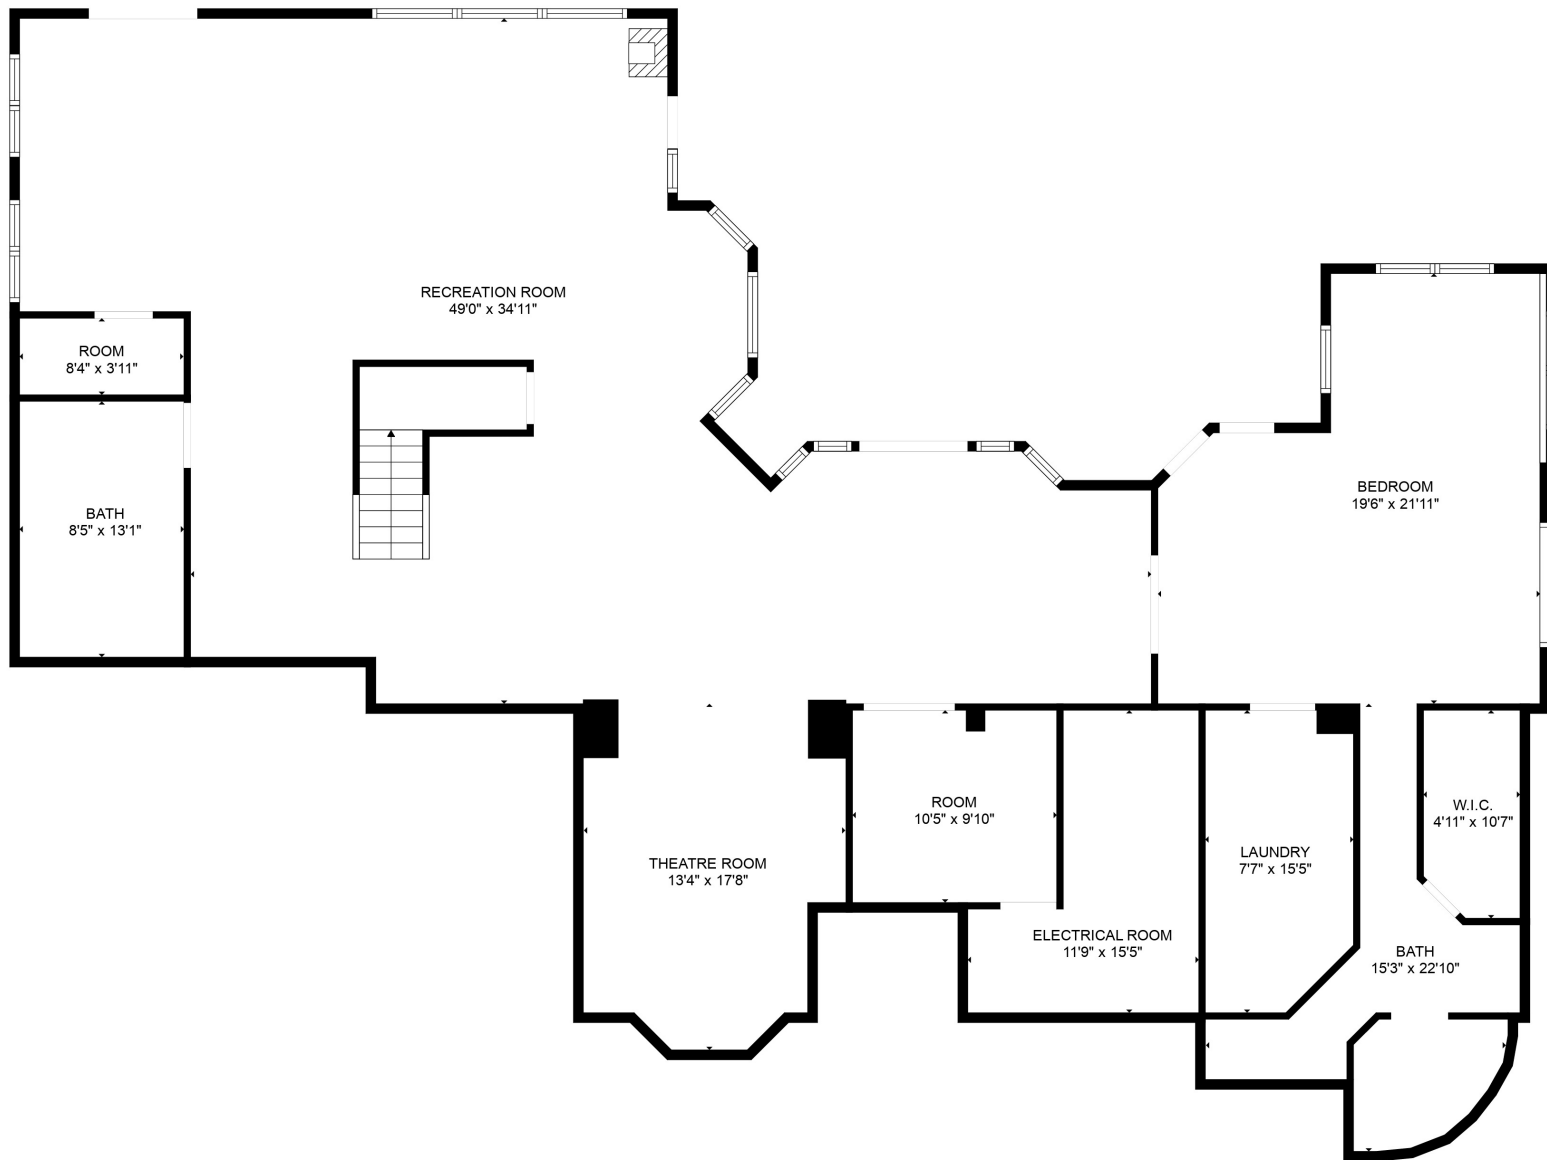 RECREATION ROOM
49'0" x 34'11"
ROOM
8'4" x 3'11"
BEDROOM
19'6" x 21'11"
BATH
8'5" x 13'1"
ROOM
10'5" x 9'10"
W.I.C.
4'11" x 10'7"
THEATRE ROOM
13'4" x 17'8"
LAUNDRY
7'7" x 15'5"
ELECTRICAL ROOM
11'9" x 15'5"
BATH
15'3" x 22'10"